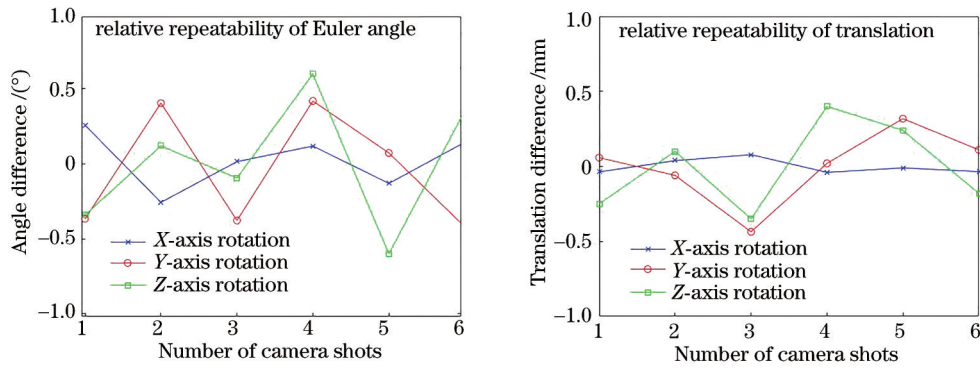 relative repeatability of Euler angle
Angle difference /(°)
1.0
0.5
0
−0.5
−1.0
X-axis rotation
Y-axis rotation
Z-axis rotation
1 2 3 4 5 6
Number of camera shots
relative repeatability of translation
Translation difference /mm
1.0
0.5
0
−0.5
−1.0
X-axis rotation
Y-axis rotation
Z-axis rotation
1 2 3 4 5 6
Number of camera shots